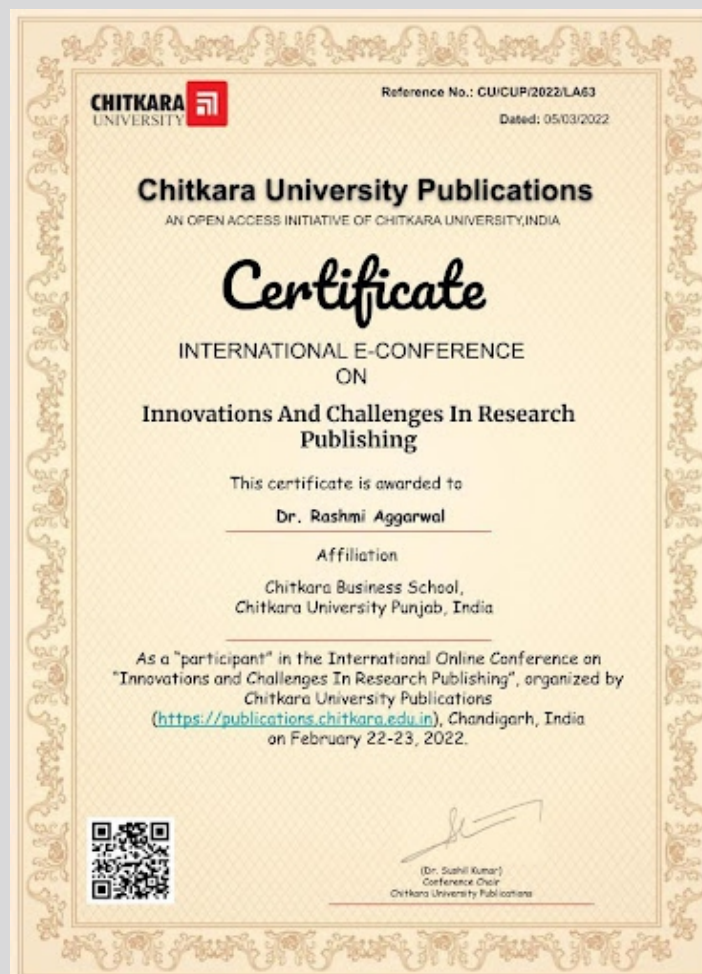 CHITKARA
UNIVERSITY
Reference No.: CU/CUP/2022/LA63
Dated: 05/03/2022
Chitkara University Publications
AN OPEN ACCESS INITIATIVE OF CHITKARA UNIVERSITY,INDIA
Certificate
INTERNATIONAL E-CONFERENCE
ON
Innovations And Challenges In Research
Publishing
This certificate is awarded to
Dr. Rashmi Aggarwal
Affiliation
Chitkara Business School,
Chitkara University Punjab, India
As a "participant" in the International Online Conference on
"Innovations and Challenges In Research Publishing", organized by
Chitkara University Publications
(https://publications.chitkara.edu.in), Chandigarh, India
on February 22-23, 2022.
(Dr. Sushil Kumar)
Conference Chair
Chitkara University Publications